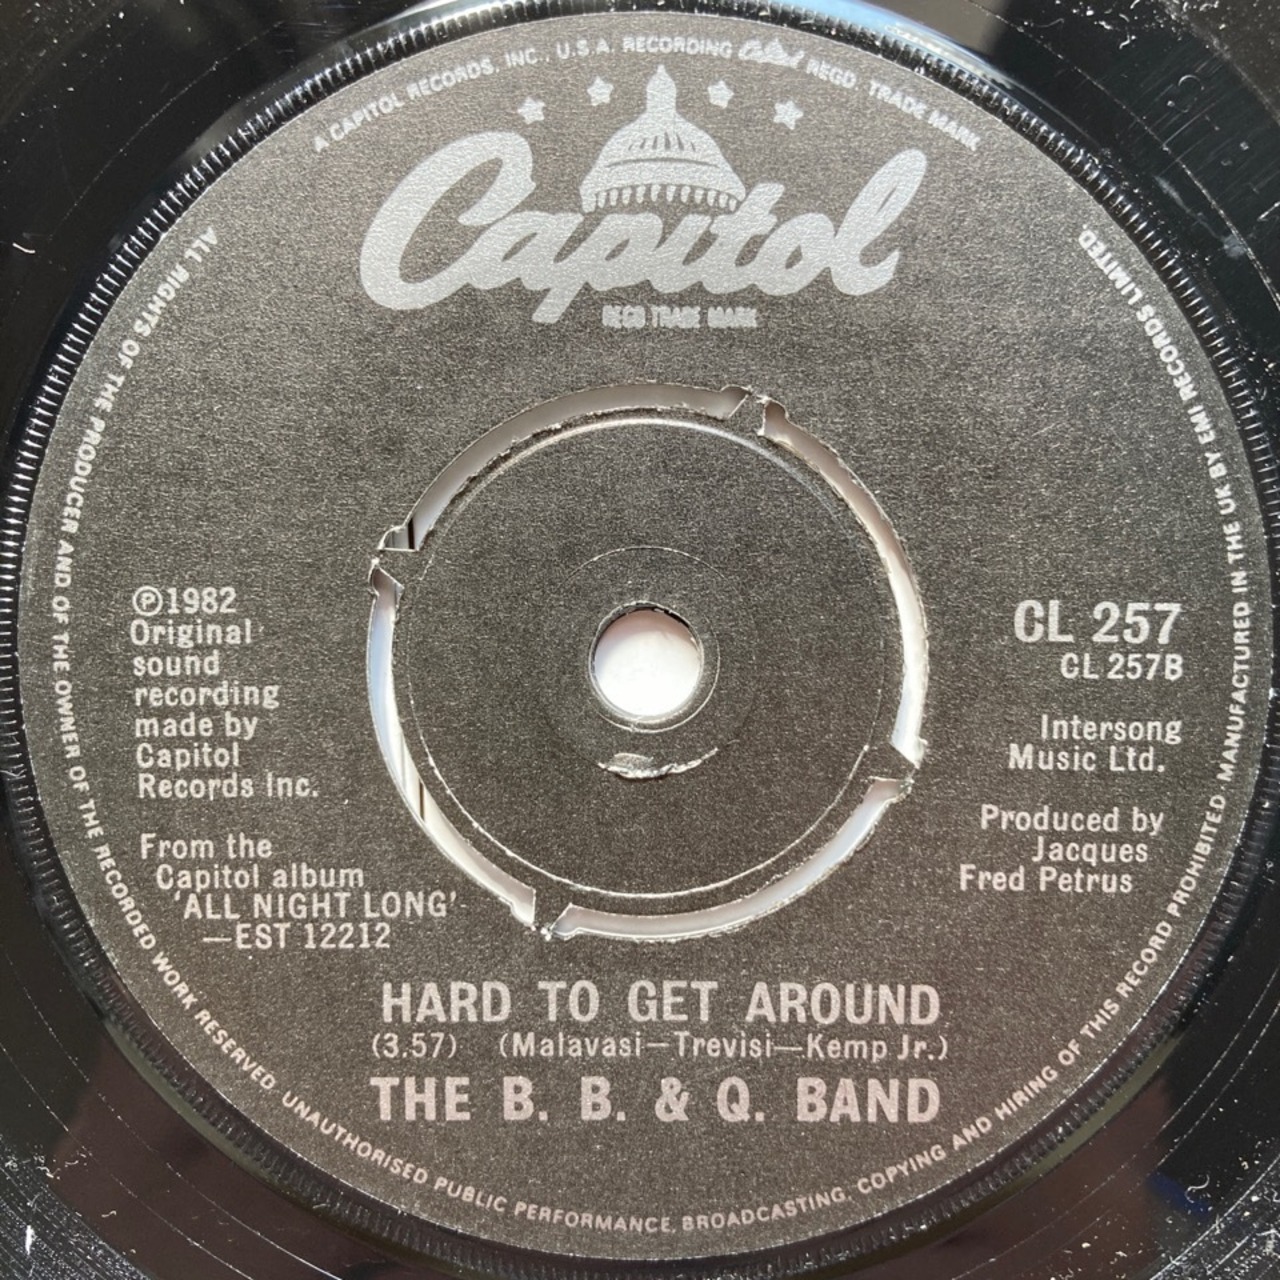 A CAPITOL RECORDS, INC., U.S.A. RECORDING Capitol REGD. TRADE MARK
Capitol
REGD TRADE MARK
ALL RIGHTS OF THE PRODUCER AND OF THE OWNER OF THE RECORDED WORK RESERVED. UNAUTHORISED PUBLIC PERFORMANCE, BROADCASTING, COPYING AND HIRING OF THIS RECORD PROHIBITED. MANUFACTURED IN THE UK BY EMI RECORDS LIMITED
℗1982
Original
sound
recording
made by
Capitol
Records Inc.
From the
Capitol album
'ALL NIGHT LONG'
—EST 12212
CL 257
CL 257B
Intersong
Music Ltd.
Produced by
Jacques
Fred Petrus
HARD TO GET AROUND
(3.57) (Malavasi—Trevisi—Kemp Jr.)
THE B. B. & Q. BAND